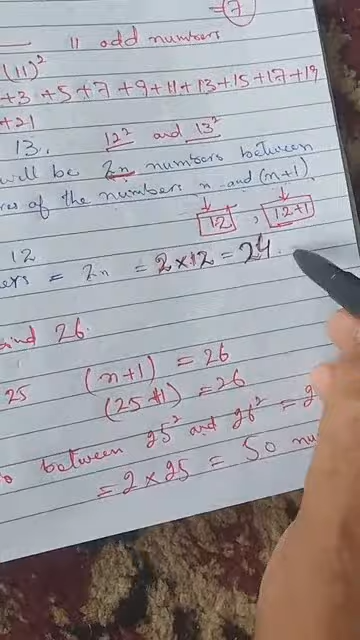 = 7
11 odd numbers
(11)²
+3 +5 +7 +9 +11 +13 +15 +17 +19
+21
13. 12² and 13²
will be 2n numbers between
of the numbers n and (n+1).
12 , 12+1
12
= 2n = 2×12 = 24.
and 26.
25 (n+1) = 26
(25+1) = 26
between 25² and 26² =
= 2×25 = 50